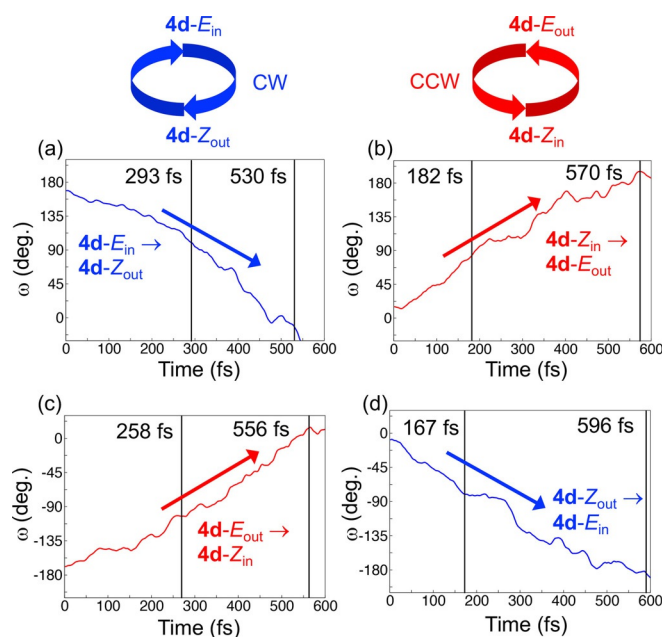 4d-Ein
CW
4d-Zout
4d-Eout
CCW
4d-Zin
(a)
293 fs 530 fs
180
135
90
45
0
ω (deg.)
4d-Ein →
4d-Zout
0 100 200 300 400 500 600
Time (fs)
(b)
182 fs 570 fs
180
135
90
45
0
ω (deg.)
4d-Zin →
4d-Eout
0 100 200 300 400 500 600
Time (fs)
(c)
258 fs 556 fs
0
-45
-90
-135
-180
ω (deg.)
4d-Eout →
4d-Zin
0 100 200 300 400 500 600
Time (fs)
(d)
167 fs 596 fs
0
-45
-90
-135
-180
ω (deg.)
4d-Zout →
4d-Ein
0 100 200 300 400 500 600
Time (fs)